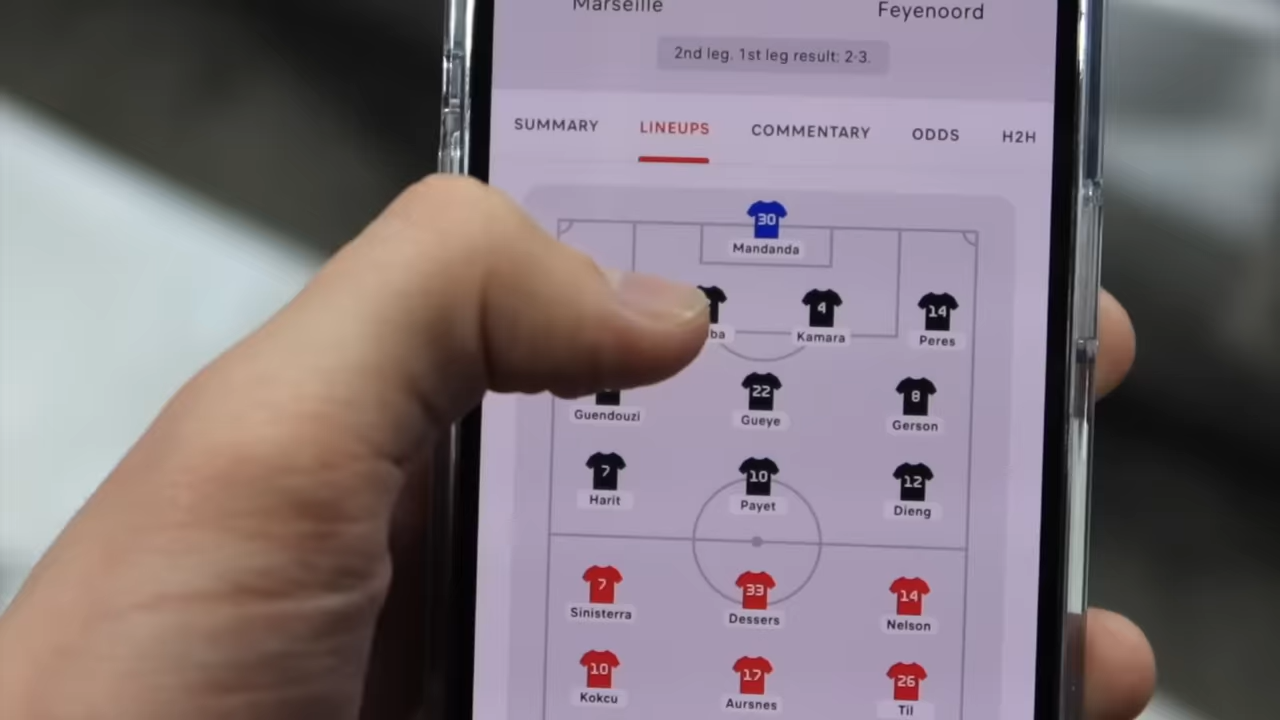 Marseille Feyenoord
2nd leg. 1st leg result: 2-3.
SUMMARY LINEUPS COMMENTARY ODDS H2H
30
Mandanda
4 14
ba Kamara Peres
22 8
Guendouzi Gueye Gerson
7 10 12
Harit Payet Dieng
7 33 14
Sinisterra Dessers Nelson
10 17 26
Kokcu Aursnes Til